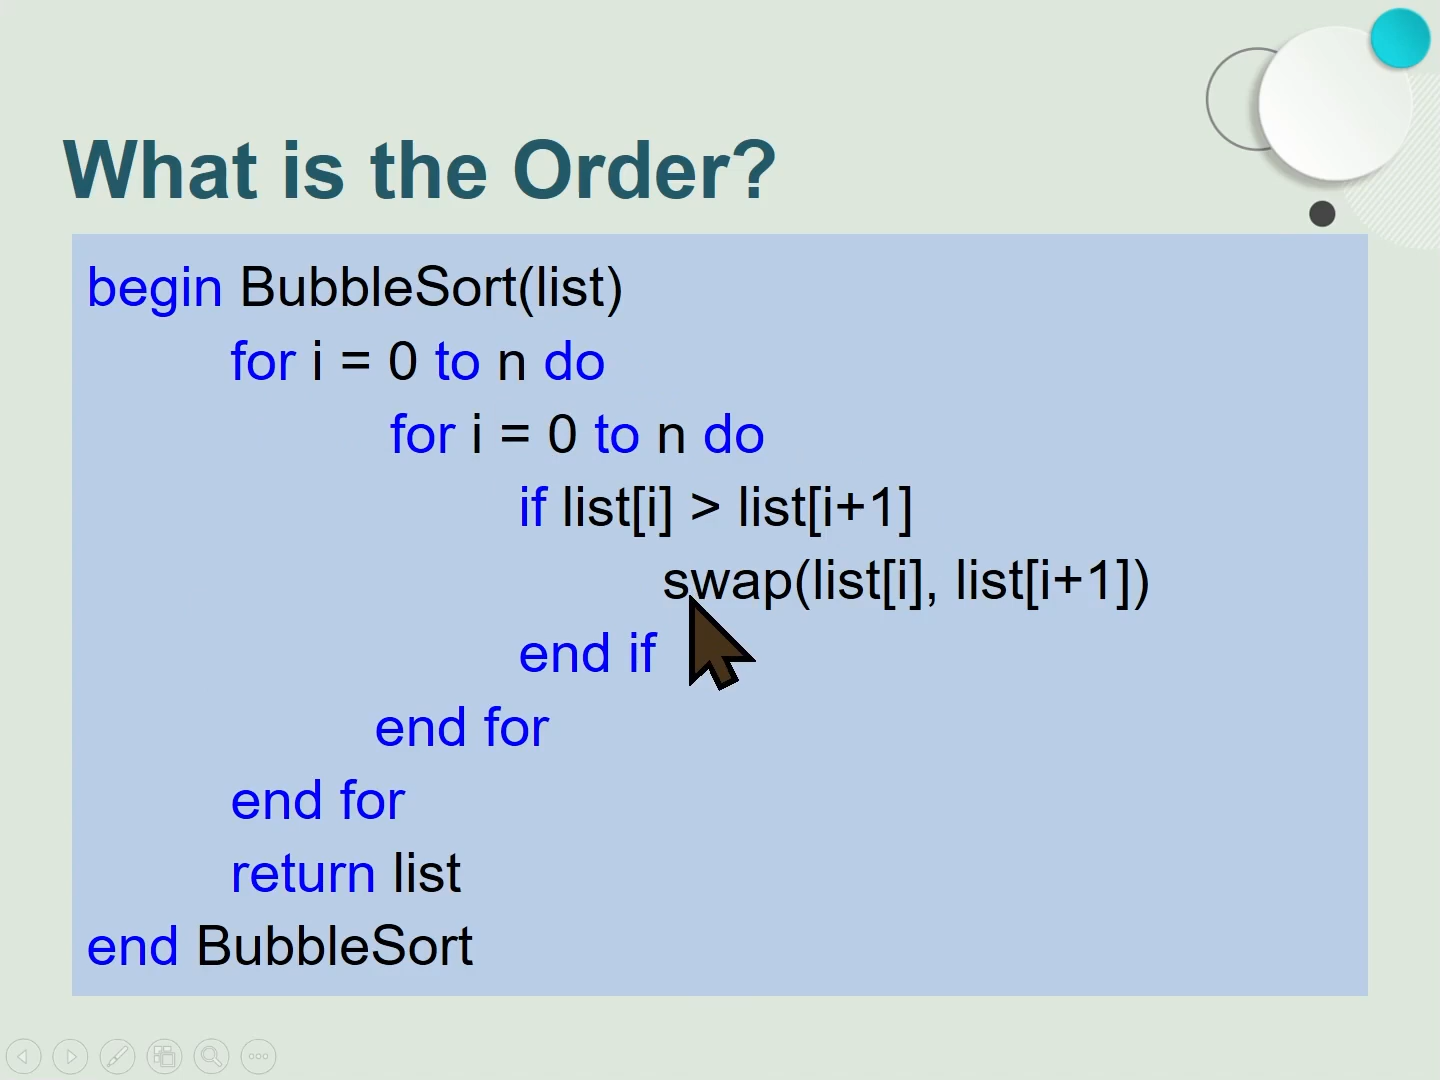 What is the Order?
begin BubbleSort(list)
for i = 0 to n do
for i = 0 to n do
if list[i] > list[i+1]
swap(list[i], list[i+1])
end if
end for
end for
return list
end BubbleSort